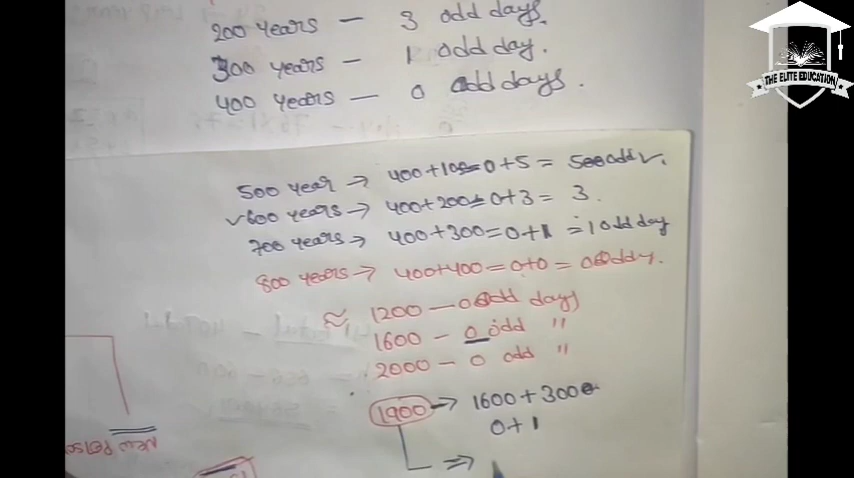 200 years — 3 odd days.
300 years — 1 odd day.
400 years — 0 odd days.
THE ELITE EDUCATION
500 year → 400+100=0+5 = 5 odd
✓600 years → 400+200=0+3 = 3.
700 years → 400+300=0+1 = 1 odd day
800 years → 400+400=0+0 = 0
1200 — 0 odd days
1600 — 0 odd "
2000 — 0 odd "
1900 → 1600+300
0+1
⇒